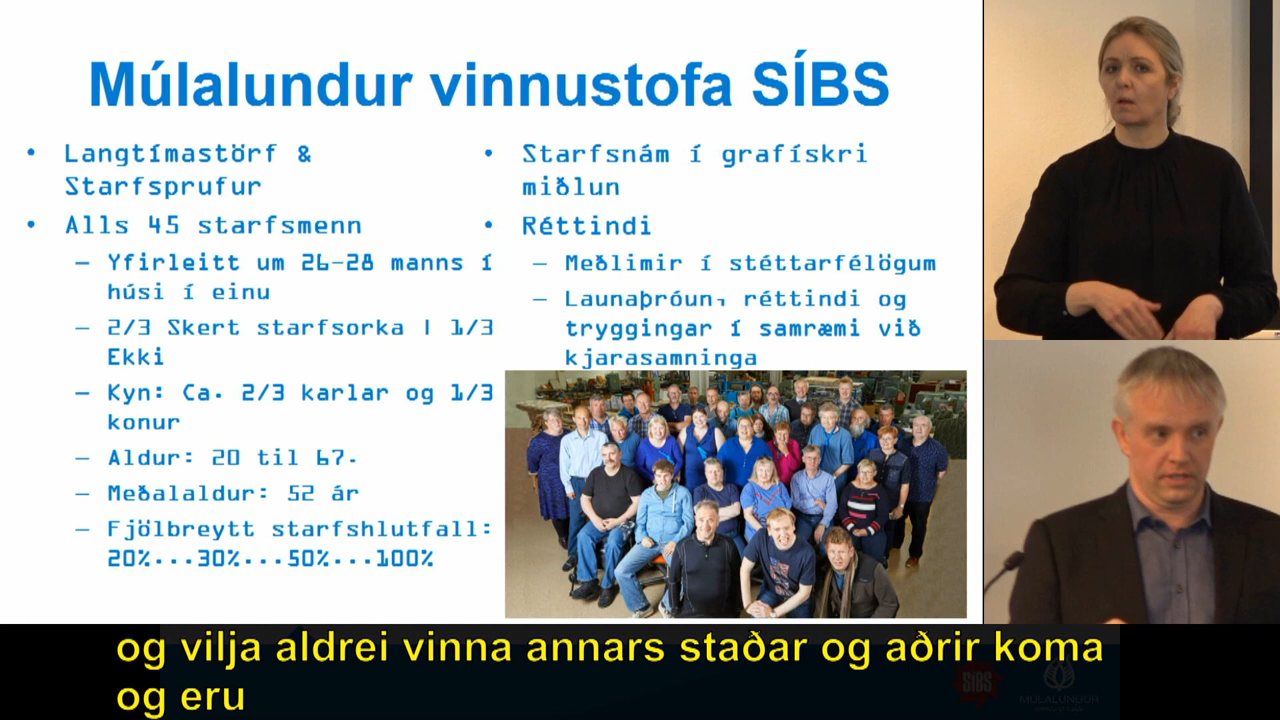 Múlalundur vinnustofa SÍBS
• Langtímastörf &
Starfsprufur
• Alls 45 starfsmenn
– Yfirleitt um 26-28 manns í
húsi í einu
– 2/3 Skert starfsorka | 1/3
Ekki
– Kyn: Ca. 2/3 karlar og 1/3
konur
– Aldur: 20 til 67.
– Meðalaldur: 52 ár
– Fjölbreytt starfshlutfall:
20%...30%...50%...100%
• Starfsnám í grafískri
miðlun
• Réttindi
– Meðlimir í stéttarfélögum
– Launaþróun, réttindi og
tryggingar í samræmi við
kjarasamninga
og vilja aldrei vinna annars staðar og aðrir koma
og eru
SÍBS
MÚLALUNDUR